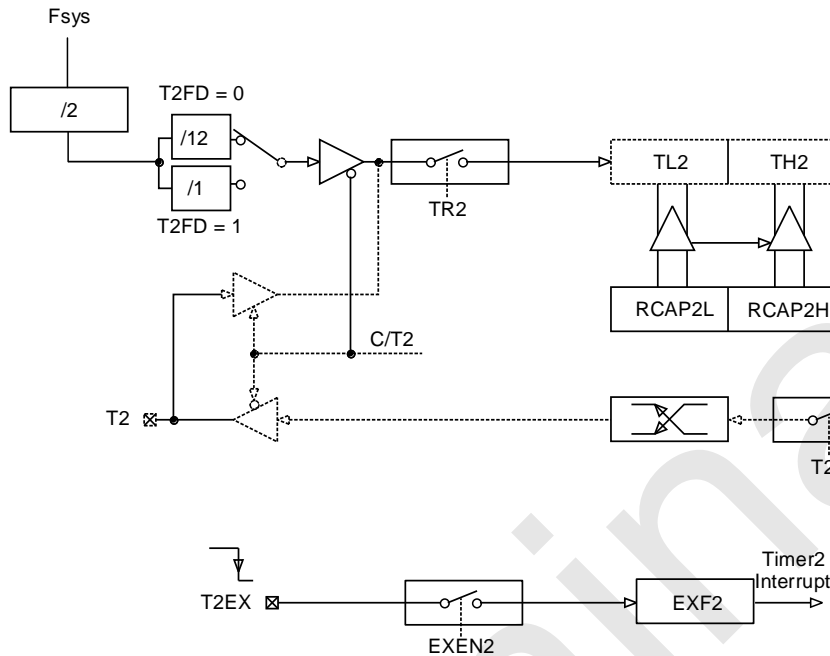 Fsys
/2
T2FD = 0
/12
/1
T2FD = 1
TR2
TL2 TH2
RCAP2L RCAP2H
C/T2
T2
T2EX
EXEN2
EXF2
Timer2
Interrupt